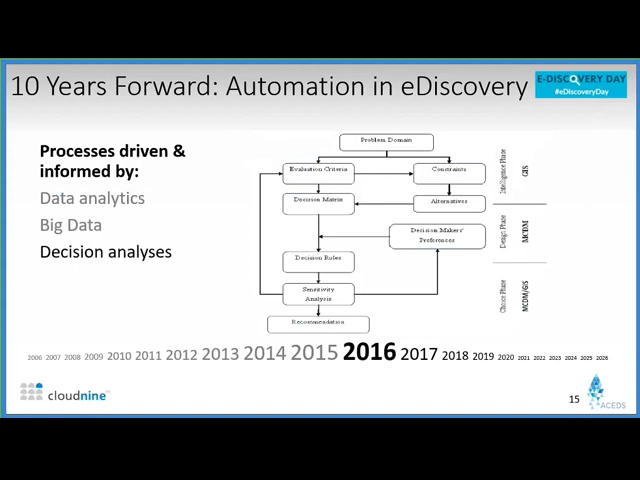 10 Years Forward: Automation in eDiscovery
E-DISCOVERY DAY
#eDiscoveryDay
Processes driven &
informed by:
Data analytics
Big Data
Decision analyses
Problem Domain
Evaluation Criteria
Constraints
Decision Matrix
Alternatives
Decision Makers'
Preferences
Decision Rules
Sensitivity
Analysis
Recommendation
Intelligence Phase
GIS
Design Phase
MCDM
Choice Phase
MCDM/GIS
2006 2007 2008 2009 2010 2011 2012 2013 2014 2015 2016 2017 2018 2019 2020 2021 2022 2023 2024 2025 2026
cloudnine
15
ACEDS